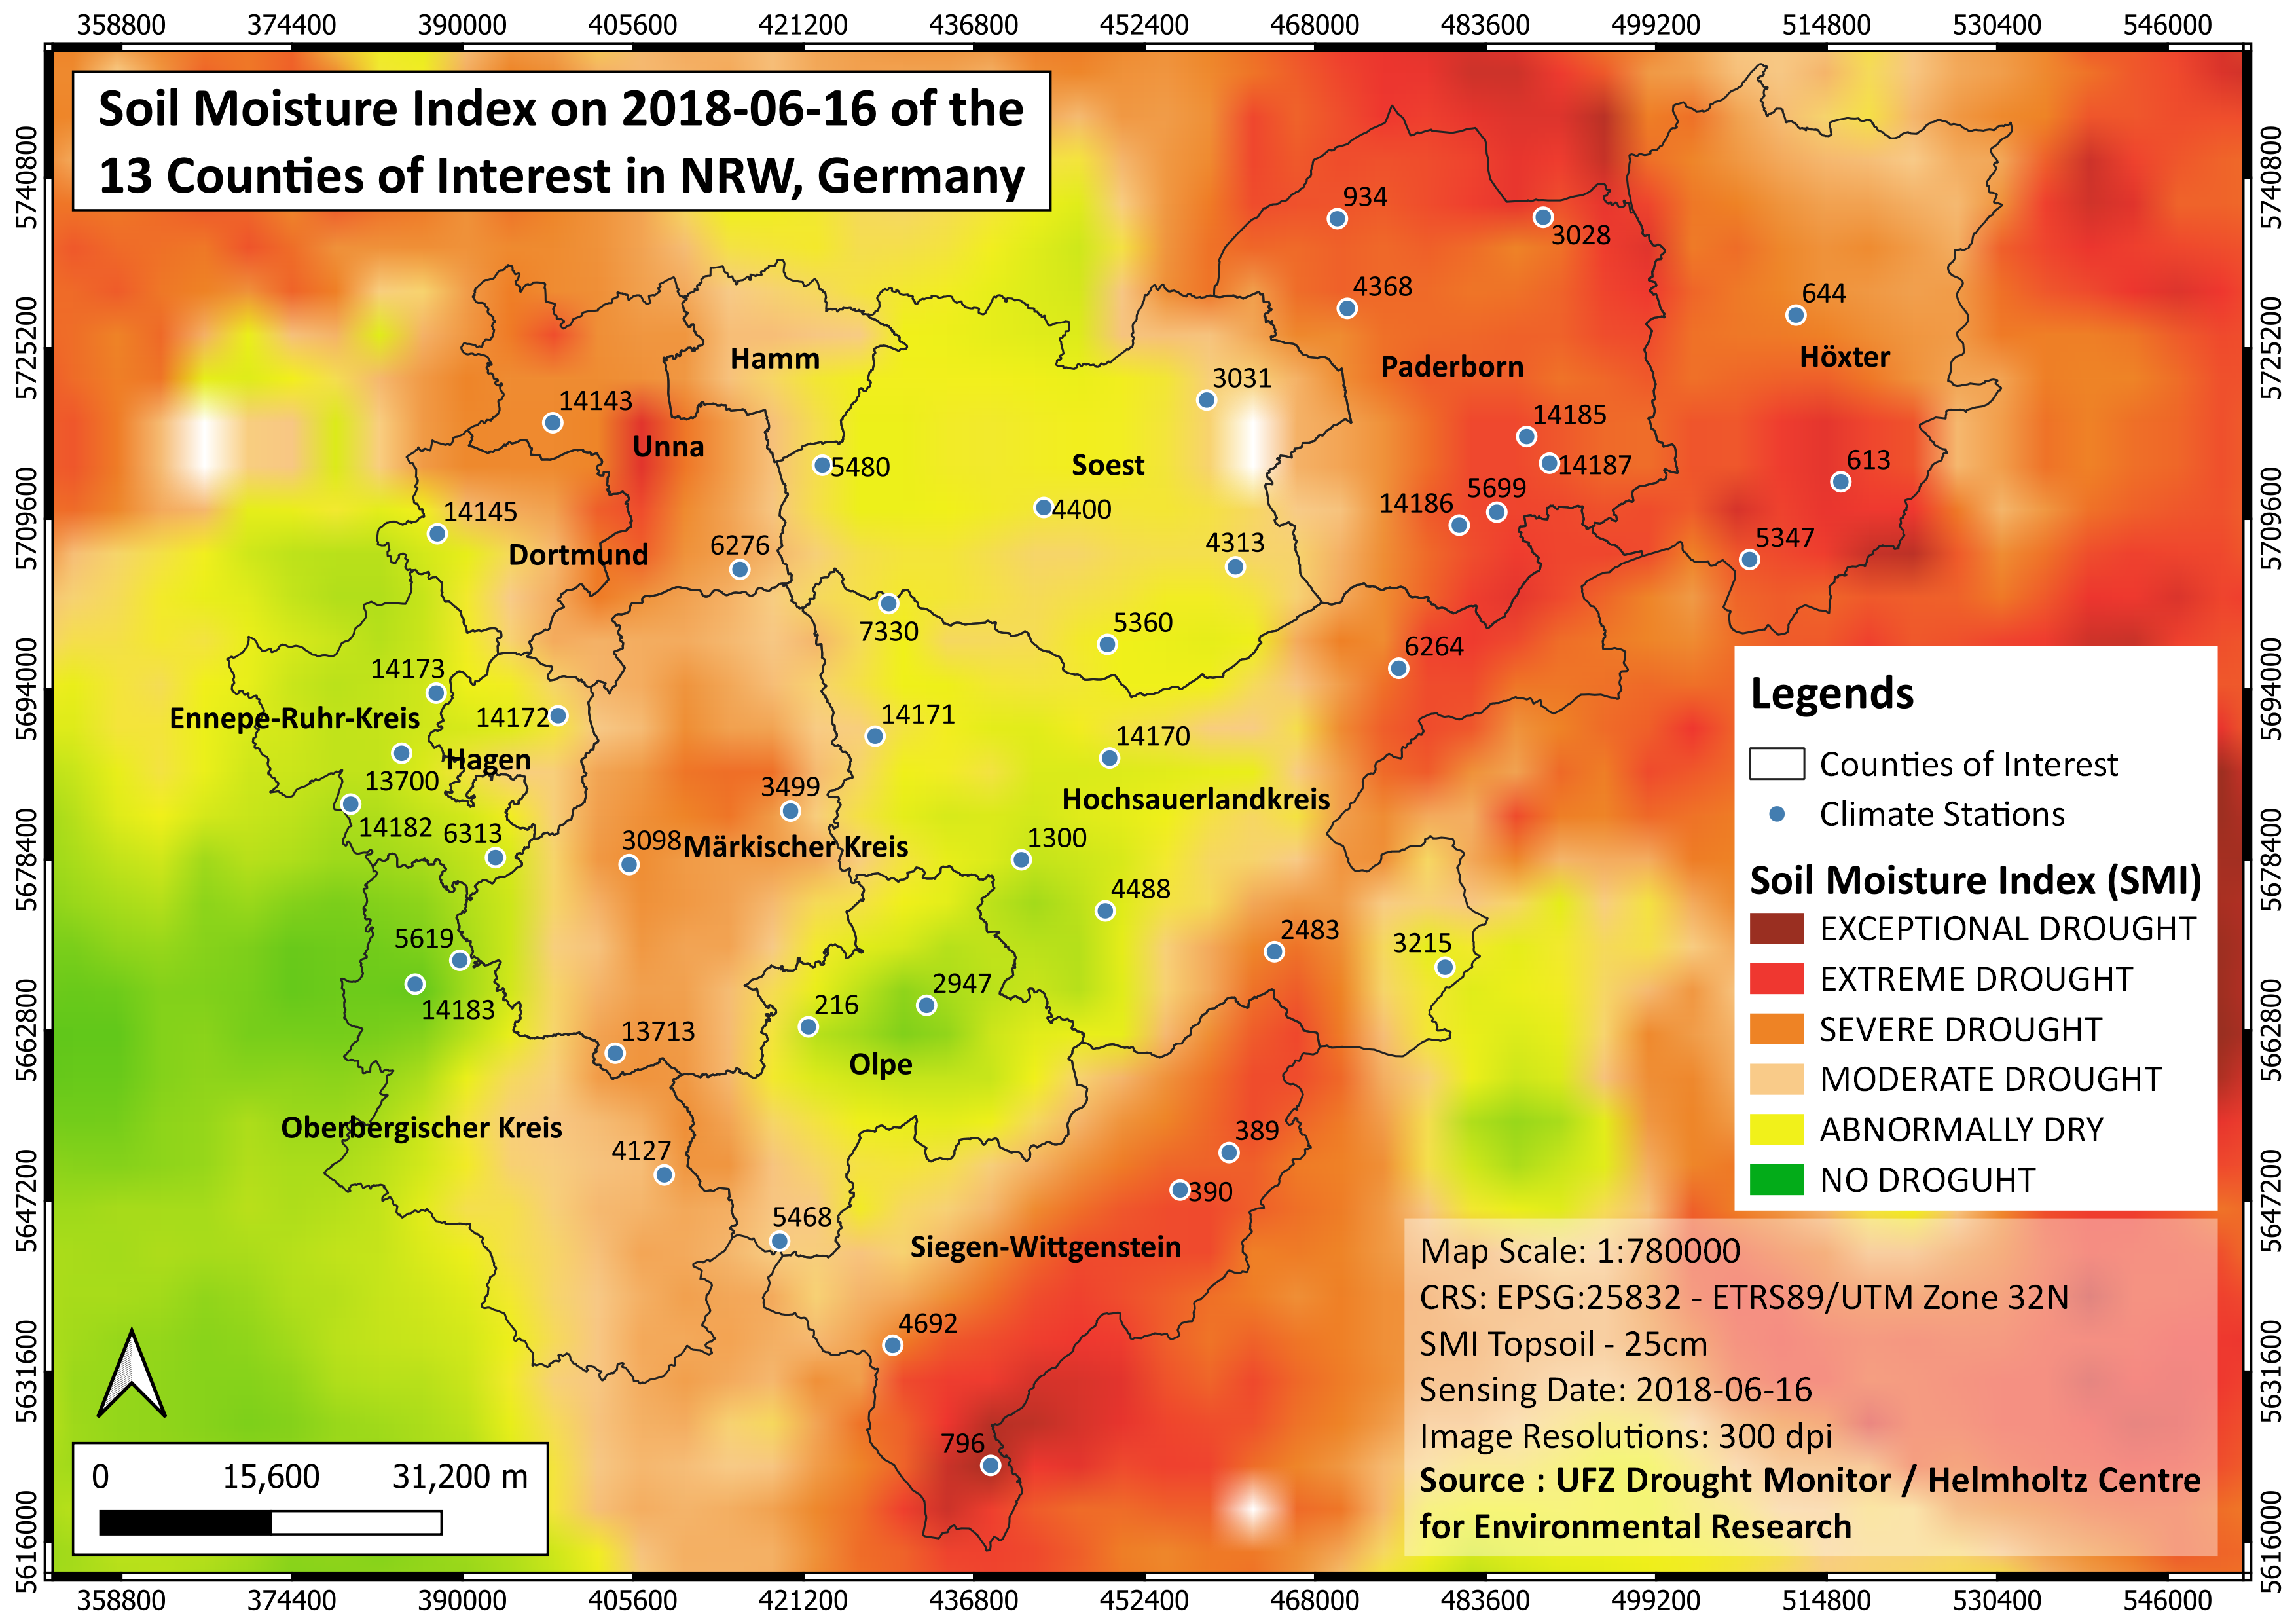 358800 374400 390000 405600 421200 436800 452400 468000 483600 499200 514800 530400 546000
Soil Moisture Index on 2018-06-16 of the
13 Counties of Interest in NRW, Germany
5740800
5725200
5709600
5694000
5678400
5662800
5647200
5631600
5616000
5740800
5725200
5709600
5694000
5678400
5662800
5647200
5631600
5616000
934
3028
4368
644
Hamm
Paderborn
Höxter
3031
14143
14185
Unna
5480
Soest
14187
613
14145
4400
14186
5699
Dortmund
6276
4313
5347
7330
5360
6264
14173
Ennepe-Ruhr-Kreis
14172
14171
14170
Hagen
13700
3499
Hochsauerlandkreis
14182
6313
3098
Märkischer Kreis
1300
4488
5619
2483
3215
14183
216
2947
13713
Olpe
Oberbergischer Kreis
4127
389
390
5468
Siegen-Wittgenstein
4692
796
Legends
Counties of Interest
Climate Stations
Soil Moisture Index (SMI)
EXCEPTIONAL DROUGHT
EXTREME DROUGHT
SEVERE DROUGHT
MODERATE DROUGHT
ABNORMALLY DRY
NO DROGUHT
Map Scale: 1:780000
CRS: EPSG:25832 - ETRS89/UTM Zone 32N
SMI Topsoil - 25cm
Sensing Date: 2018-06-16
Image Resolutions: 300 dpi
Source : UFZ Drought Monitor / Helmholtz Centre
for Environmental Research
0 15,600 31,200 m
358800 374400 390000 405600 421200 436800 452400 468000 483600 499200 514800 530400 546000